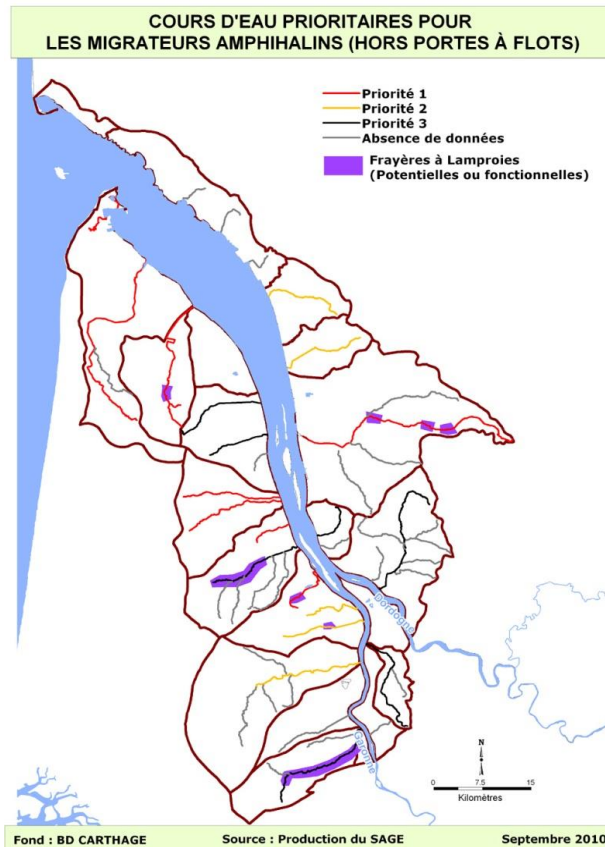 COURS D'EAU PRIORITAIRES POUR
LES MIGRATEURS AMPHIHALINS (HORS PORTES À FLOTS)
Priorité 1
Priorité 2
Priorité 3
Absence de données
Frayères à Lamproies
(Potentielles ou fonctionnelles)
Dordogne
Garonne
N
0 7.5 15
Kilomètres
Fond : BD CARTHAGE Source : Production du SAGE Septembre 2010